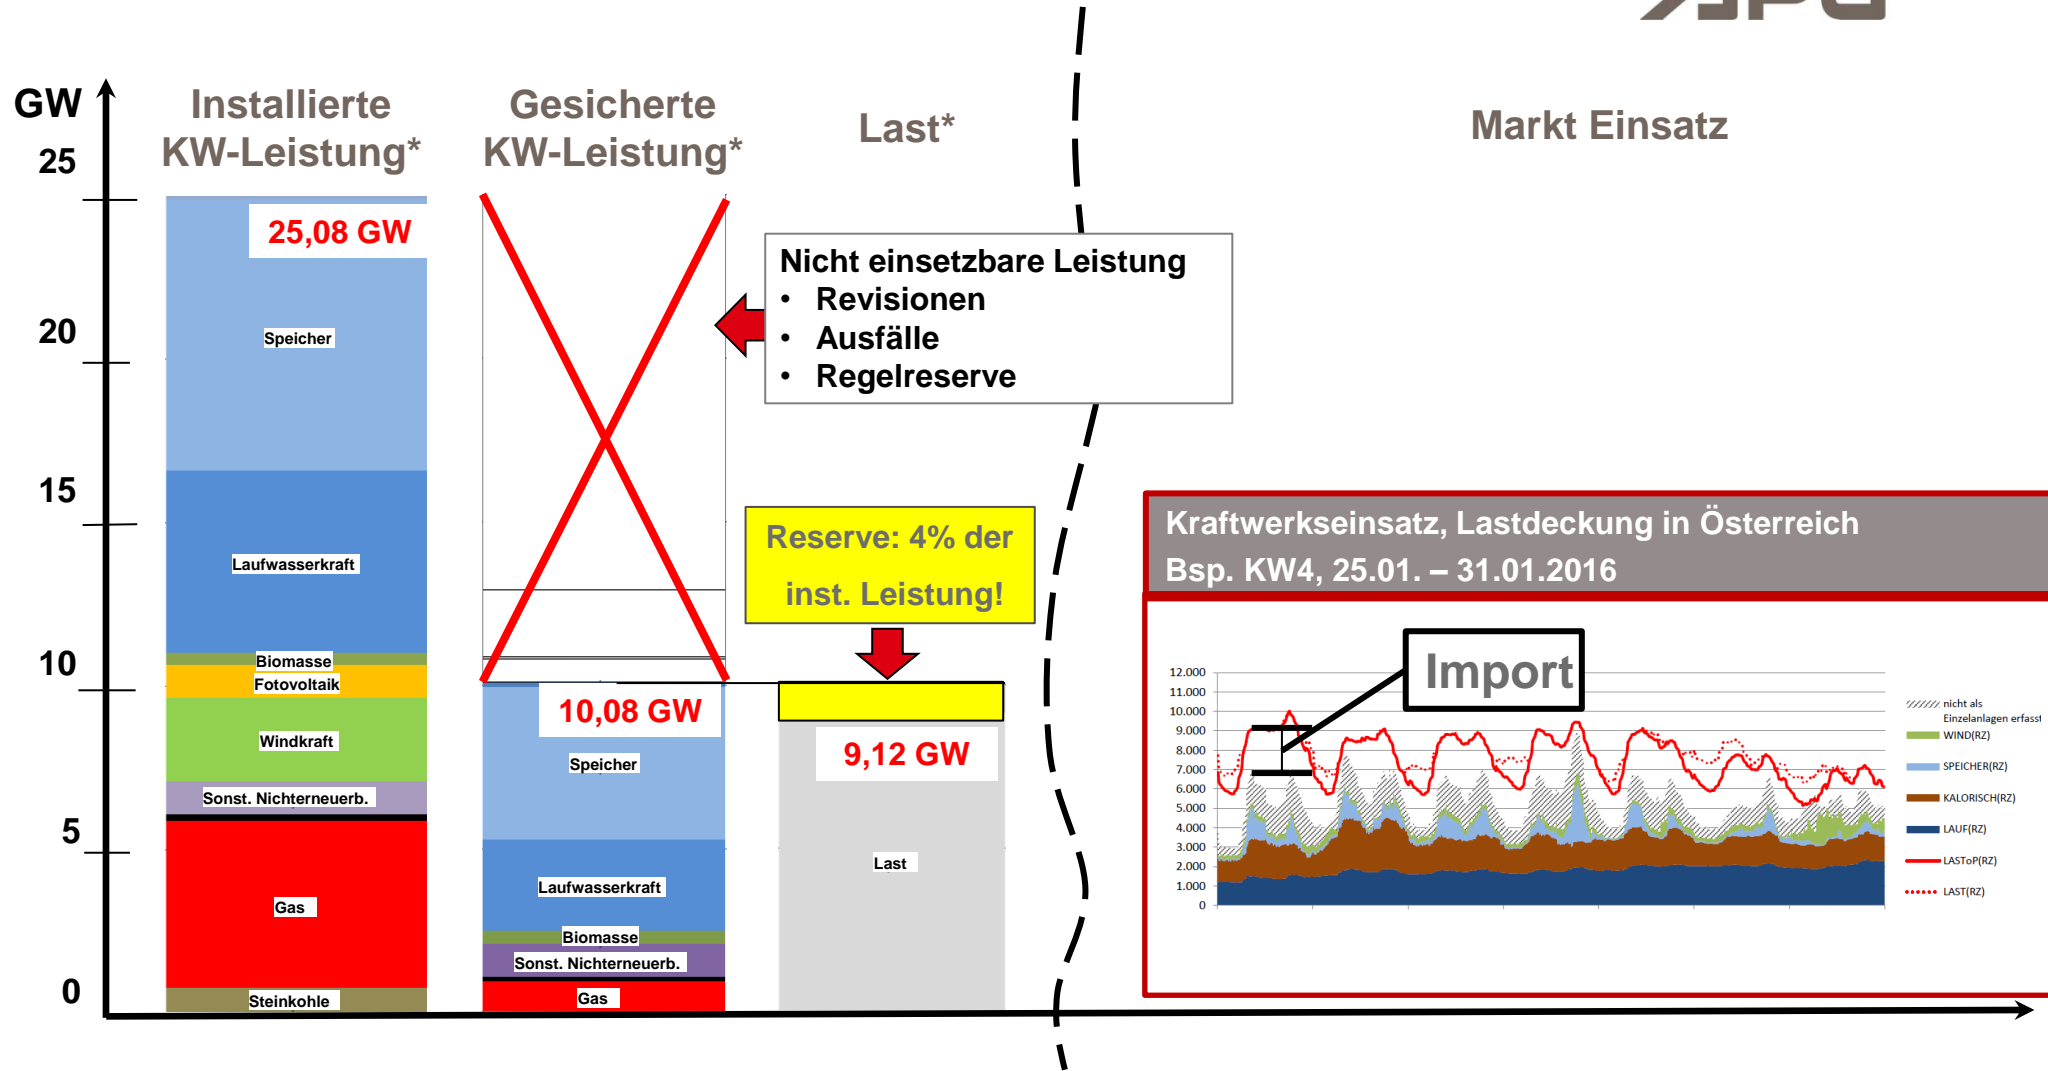 APG
GW
Installierte
KW-Leistung*
Gesicherte
KW-Leistung*
Last*
Markt Einsatz
25
20
15
10
5
0
25,08 GW
Speicher
Laufwasserkraft
Biomasse
Fotovoltaik
Windkraft
Sonst. Nichterneuerb.
Gas
Steinkohle
10,08 GW
Speicher
Laufwasserkraft
Biomasse
Sonst. Nichterneuerb.
Gas
Nicht einsetzbare Leistung
• Revisionen
• Ausfälle
• Regelreserve
Reserve: 4% der
inst. Leistung!
9,12 GW
Last
Kraftwerkseinsatz, Lastdeckung in Österreich
Bsp. KW4, 25.01. – 31.01.2016
Import
12.000
11.000
10.000
9.000
8.000
7.000
6.000
5.000
4.000
3.000
2.000
1.000
0
nicht als
Einzelanlagen erfasst
WIND(RZ)
SPEICHER(RZ)
KALORISCH(RZ)
LAUF(RZ)
LASToP(RZ)
LAST(RZ)